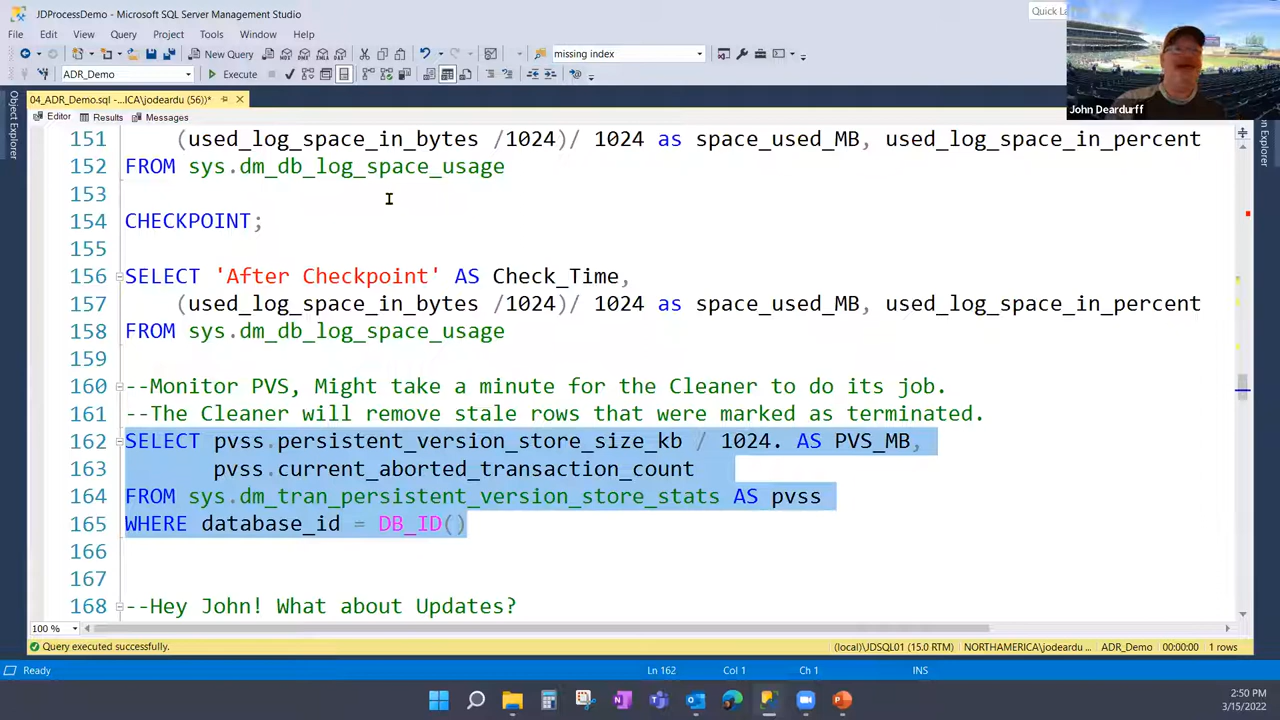 JDProcessDemo - Microsoft SQL Server Management Studio
Quick La
File Edit View Query Project Tools Window Help
New Query
missing index
ADR_Demo
Execute
John Deardurff
04_ADR_Demo.sql -...ICA\jodeardu (56))*
Object Explorer
Editor Results Messages
151 (used_log_space_in_bytes /1024)/ 1024 as space_used_MB, used_log_space_in_percent
152 FROM sys.dm_db_log_space_usage
153
154 CHECKPOINT;
155
156 SELECT 'After Checkpoint' AS Check_Time,
157 (used_log_space_in_bytes /1024)/ 1024 as space_used_MB, used_log_space_in_percent
158 FROM sys.dm_db_log_space_usage
159
160 --Monitor PVS, Might take a minute for the Cleaner to do its job.
161 --The Cleaner will remove stale rows that were marked as terminated.
162 SELECT pvss.persistent_version_store_size_kb / 1024. AS PVS_MB,
163 pvss.current_aborted_transaction_count
164 FROM sys.dm_tran_persistent_version_store_stats AS pvss
165 WHERE database_id = DB_ID()
166
167
168 --Hey John! What about Updates?
100 %
Query executed successfully.
(local)\JDSQL01 (15.0 RTM) NORTHAMERICA\jodeardu ... ADR_Demo 00:00:00 1 rows
Ready
Ln 162 Col 1 Ch 1 INS
2:50 PM
3/15/2022